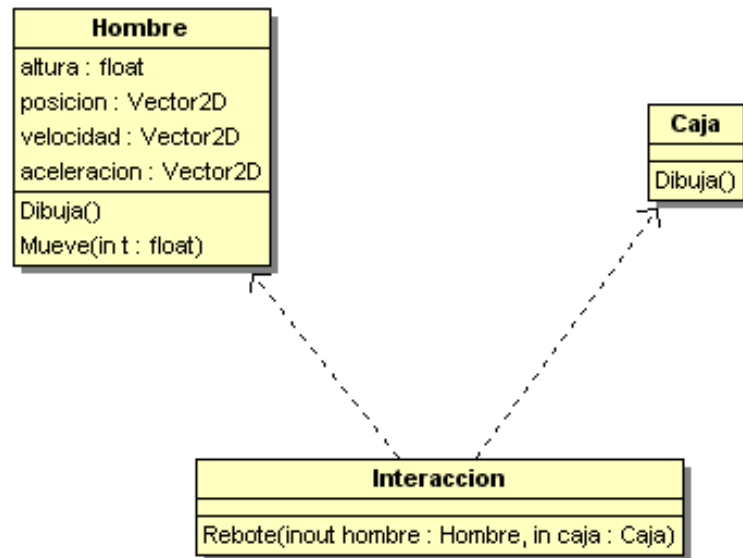 Hombre
altura : float
posicion : Vector2D
velocidad : Vector2D
aceleracion : Vector2D
Dibuja()
Mueve(in t : float)
Caja
Dibuja()
Interaccion
Rebote(inout hombre : Hombre, in caja : Caja)